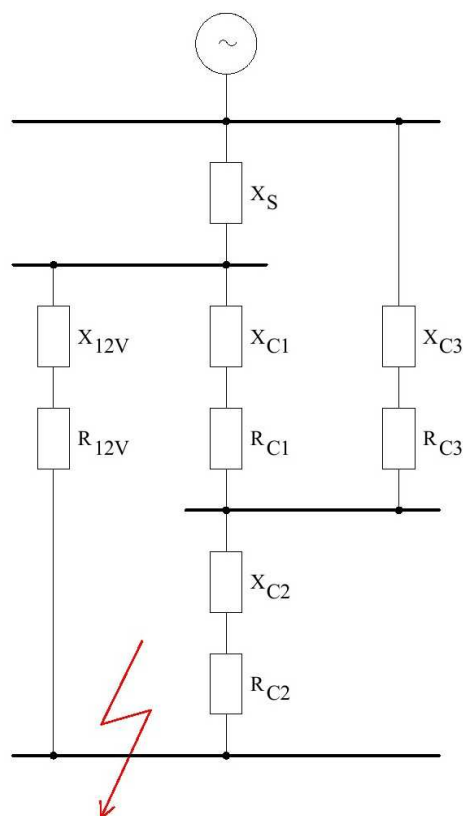 ~
X_S
X_12V
X_C1
X_C3
R_12V
R_C1
R_C3
X_C2
R_C2